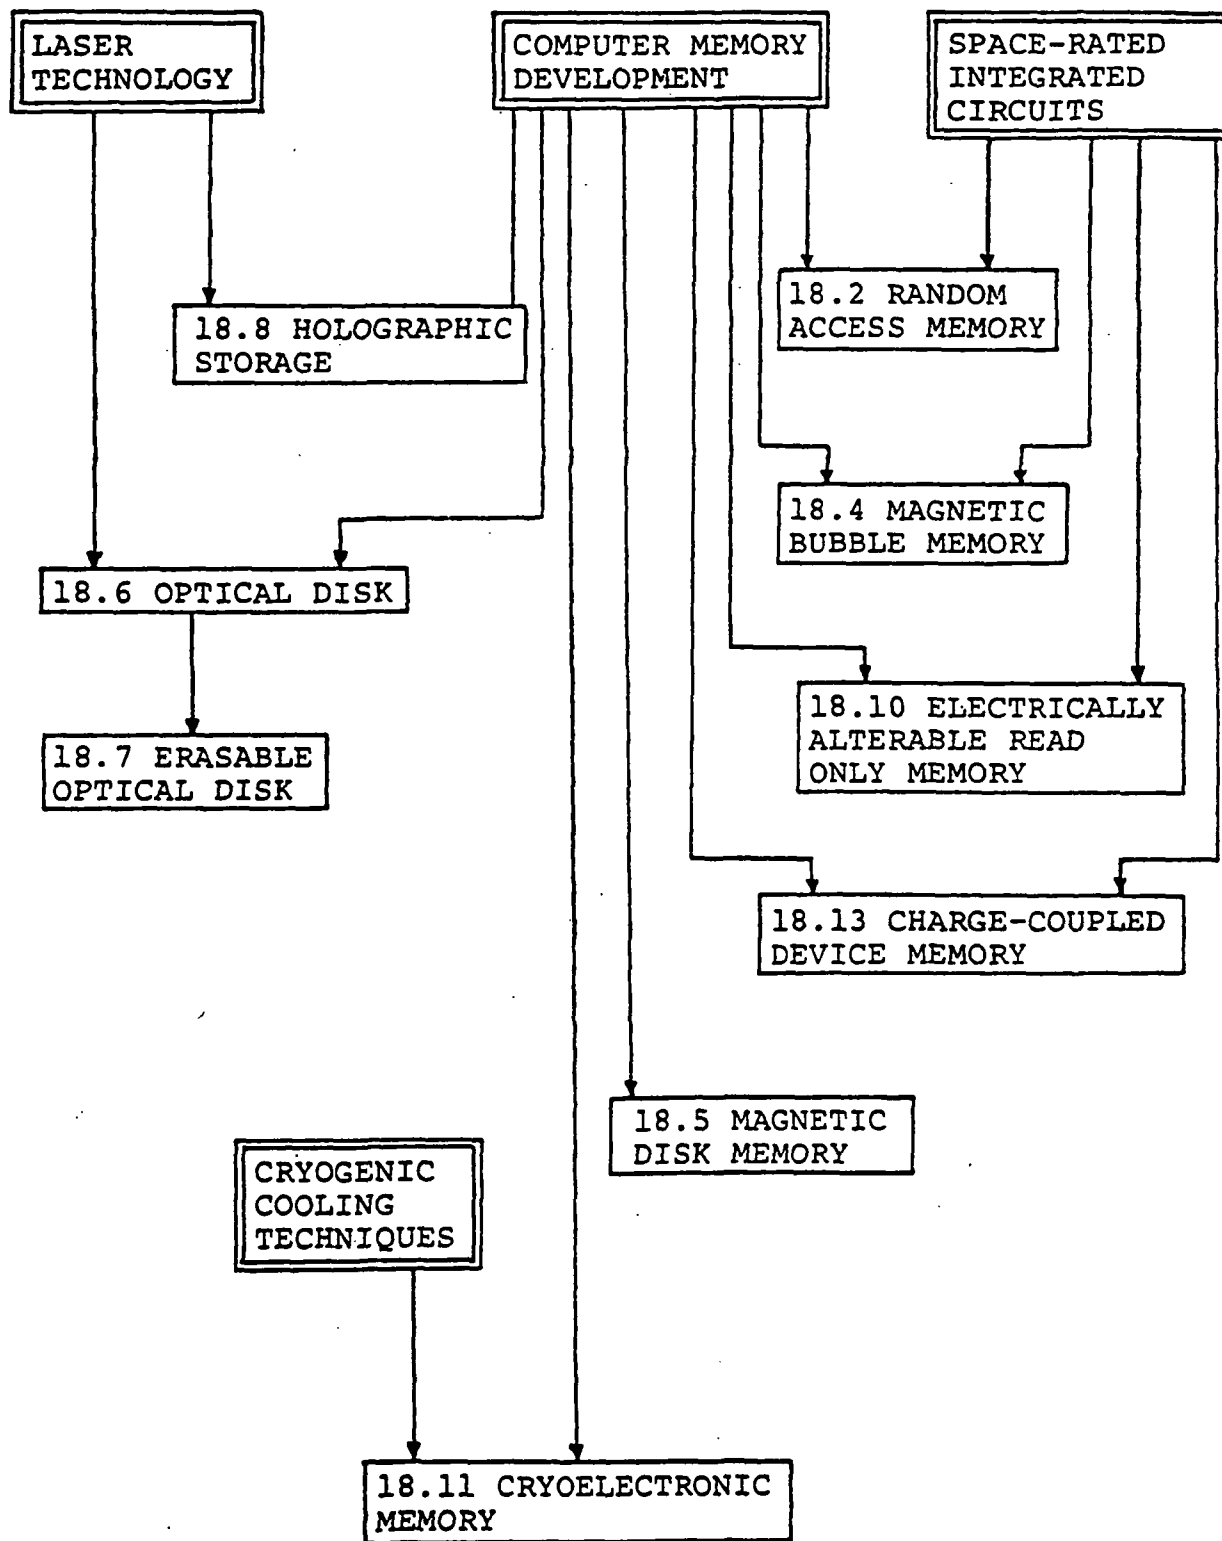 LASER
TECHNOLOGY
COMPUTER MEMORY
DEVELOPMENT
SPACE-RATED
INTEGRATED
CIRCUITS
18.8 HOLOGRAPHIC
STORAGE
18.2 RANDOM
ACCESS MEMORY
18.4 MAGNETIC
BUBBLE MEMORY
18.6 OPTICAL DISK
18.7 ERASABLE
OPTICAL DISK
18.10 ELECTRICALLY
ALTERABLE READ
ONLY MEMORY
18.13 CHARGE-COUPLED
DEVICE MEMORY
18.5 MAGNETIC
DISK MEMORY
CRYOGENIC
COOLING
TECHNIQUES
18.11 CRYOELECTRONIC
MEMORY